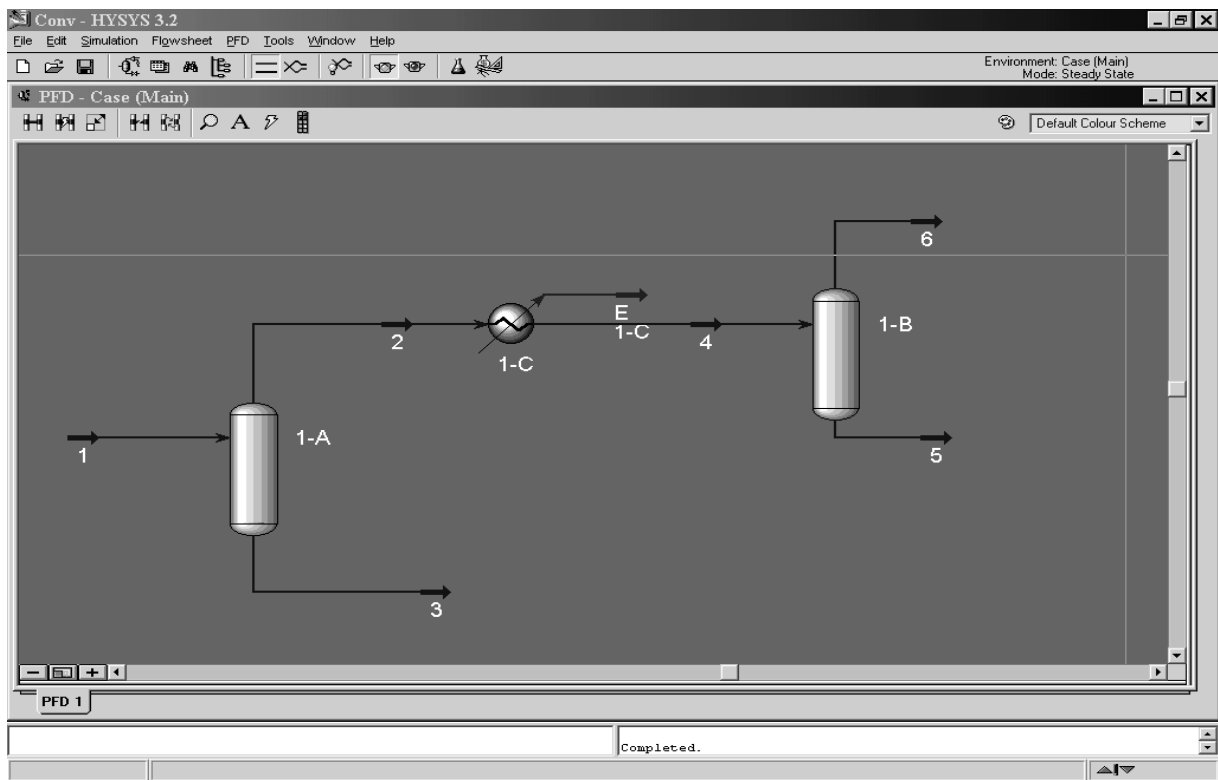 Conv - HYSYS 3.2
File Edit Simulation Flowsheet PFD Tools Window Help
Environment: Case (Main)
Mode: Steady State
PFD - Case (Main)
A
Default Colour Scheme
6
E
1-C
2
4
1-B
1-C
1-A
1
5
3
PFD 1
Completed.